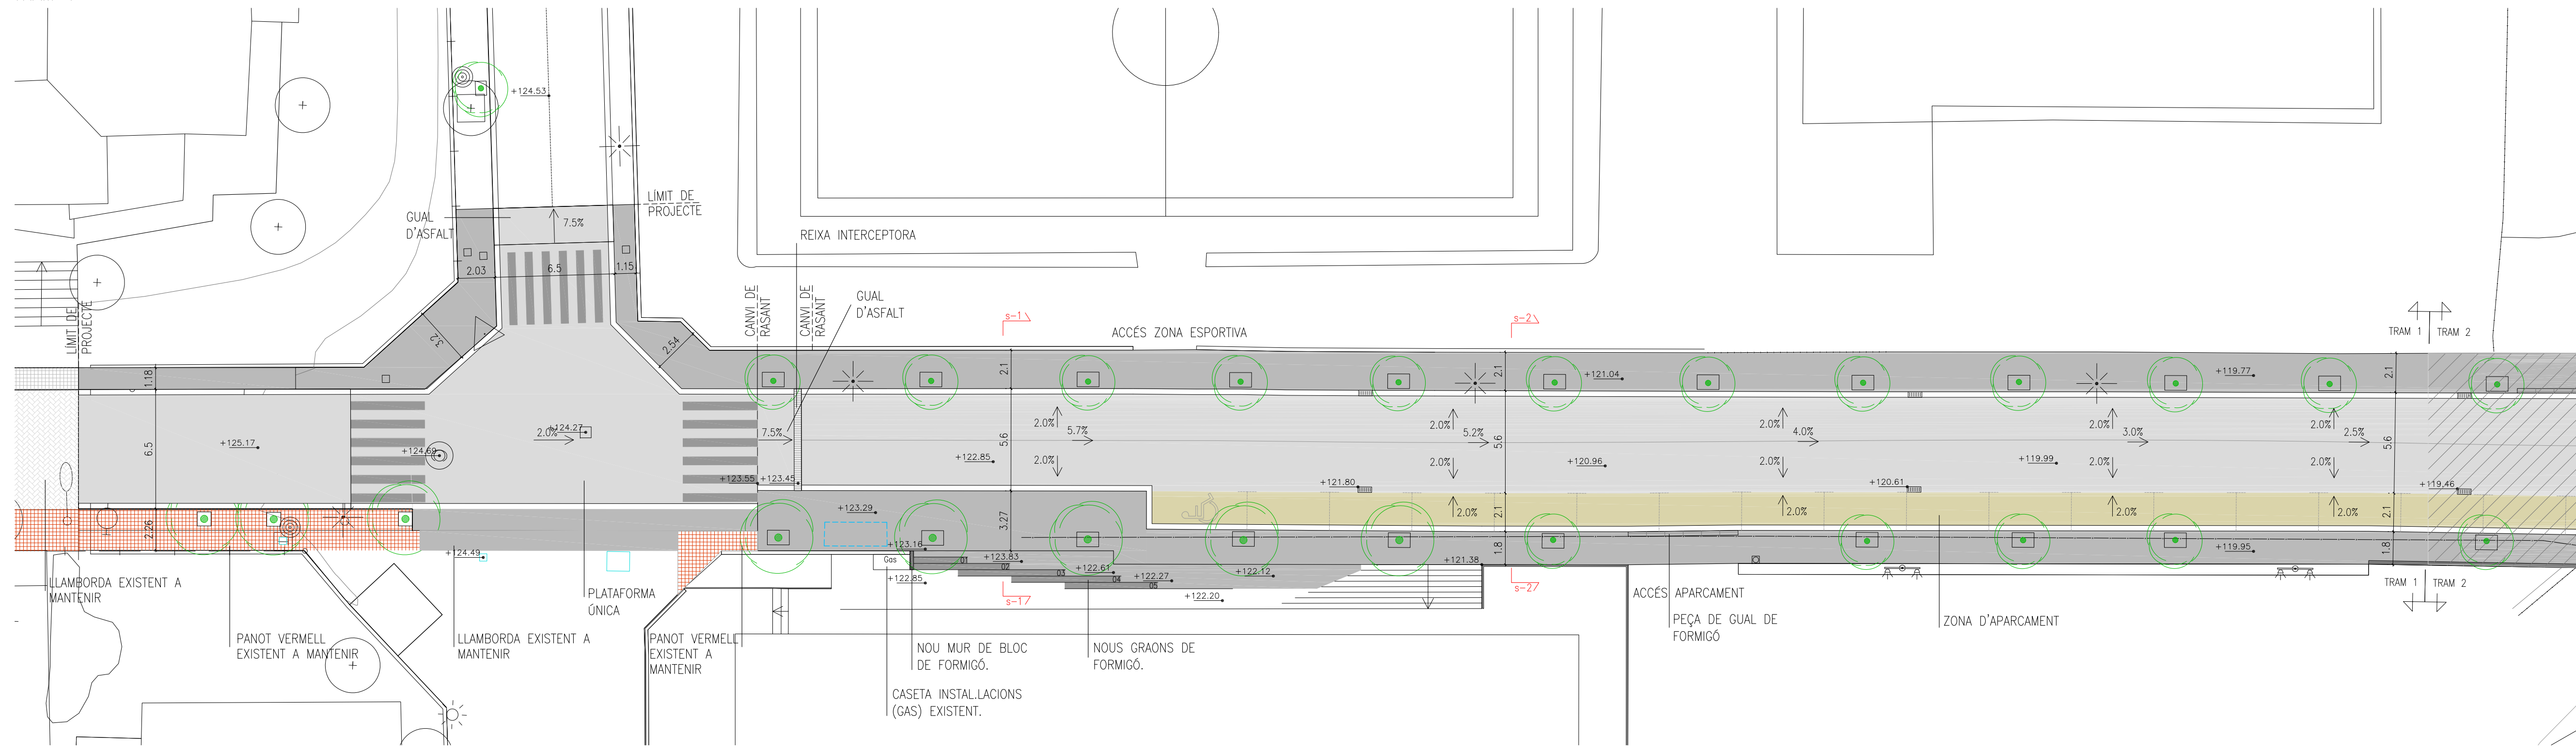 +124.53
LÍMIT DE
PROJECTE
GUAL
D'ASFALT
7.5%
REIXA INTERCEPTORA
2.03
6.5
1.15
LÍMIT DE
PROJECTE
CANVI DE
RASANT
CANVI DE
RASANT
GUAL
D'ASFALT
s-1
s-2
ACCÉS ZONA ESPORTIVA
TRAM 1
TRAM 2
3.2
2.54
1.18
2.1
2.1
+121.04
+119.77
2.1
6.5
+125.17
+124.69
2.0%
+124.27
7.5%
+123.55
+123.45
+122.85
5.6
2.0%
2.0%
5.7%
2.0%
2.0%
5.2%
5.6
+120.96
2.0%
2.0%
4.0%
2.0%
2.0%
3.0%
+119.99
2.0%
2.0%
2.5%
5.6
+121.80
+120.61
+119.46
2.26
+123.29
3.27
2.0%
2.1
2.0%
2.0%
2.0%
2.1
+124.49
+123.16
Gas
+122.85
+123.83
01
02
03
04
05
+122.61
+122.27
+122.12
+122.20
+121.38
1.8
+119.95
1.8
s-1
s-2
TRAM 1
TRAM 2
LLAMBORDA EXISTENT A
MANTENIR
PLATAFORMA
ÚNICA
ACCÉS APARCAMENT
PEÇA DE GUAL DE
FORMIGÓ
ZONA D'APARCAMENT
PANOT VERMELL
EXISTENT A MANTENIR
LLAMBORDA EXISTENT A
MANTENIR
PANOT VERMELL
EXISTENT A
MANTENIR
NOU MUR DE BLOC
DE FORMIGÓ.
NOUS GRAONS DE
FORMIGÓ.
CASETA INSTAL.LACIONS
(GAS) EXISTENT.